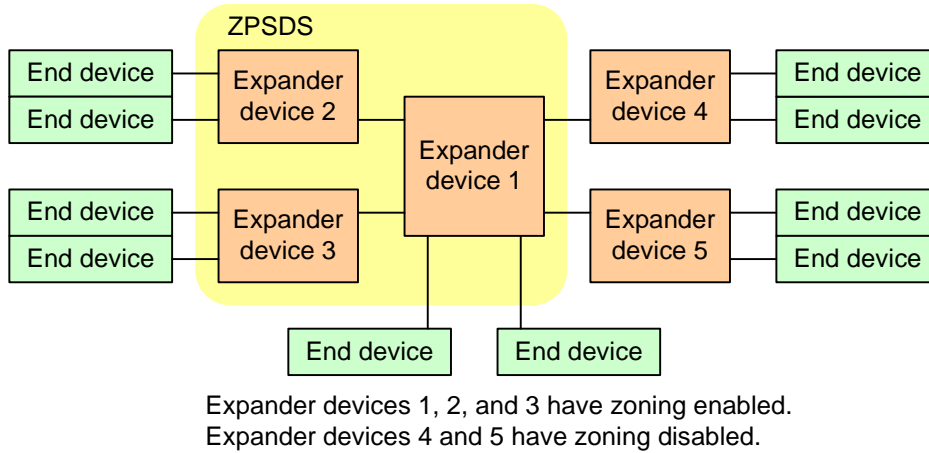 ZPSDS
End device
End device
Expander
device 2
Expander
device 1
Expander
device 4
End device
End device
End device
End device
Expander
device 3
Expander
device 5
End device
End device
End device
End device
Expander devices 1, 2, and 3 have zoning enabled.
Expander devices 4 and 5 have zoning disabled.